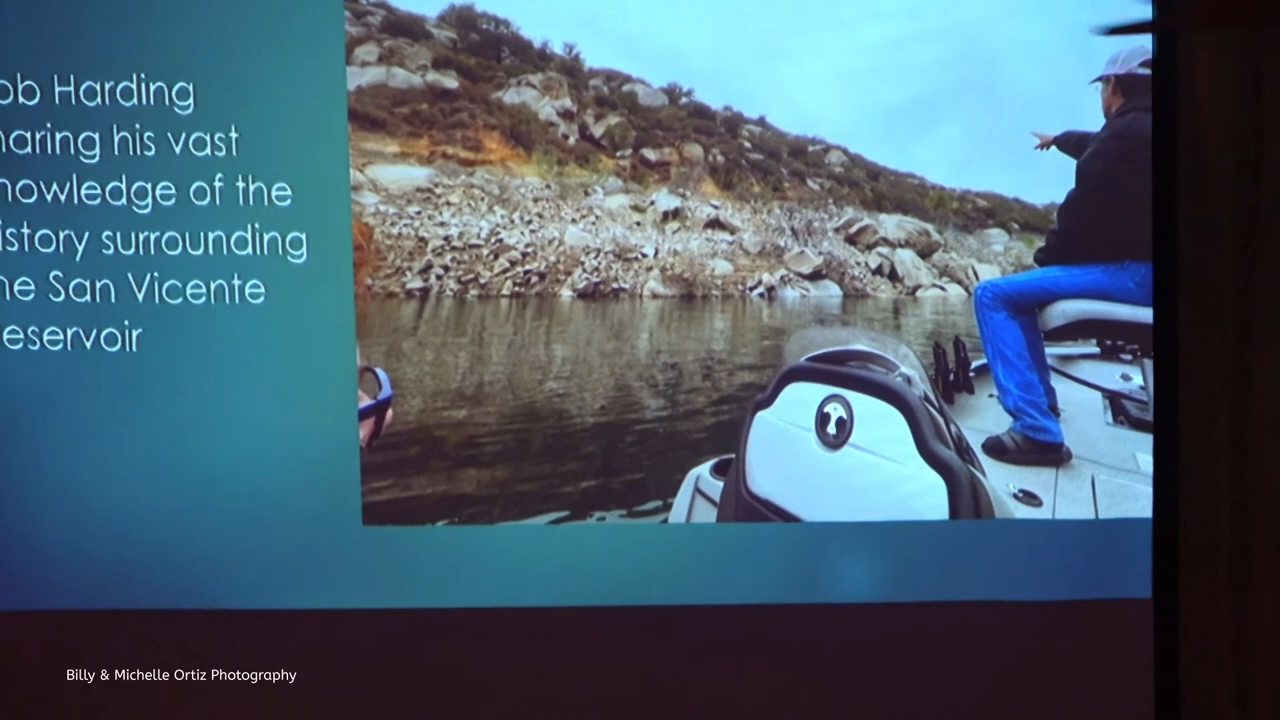 ob Harding
haring his vast
nowledge of the
istory surrounding
he San Vicente
eservoir
Billy & Michelle Ortiz Photography